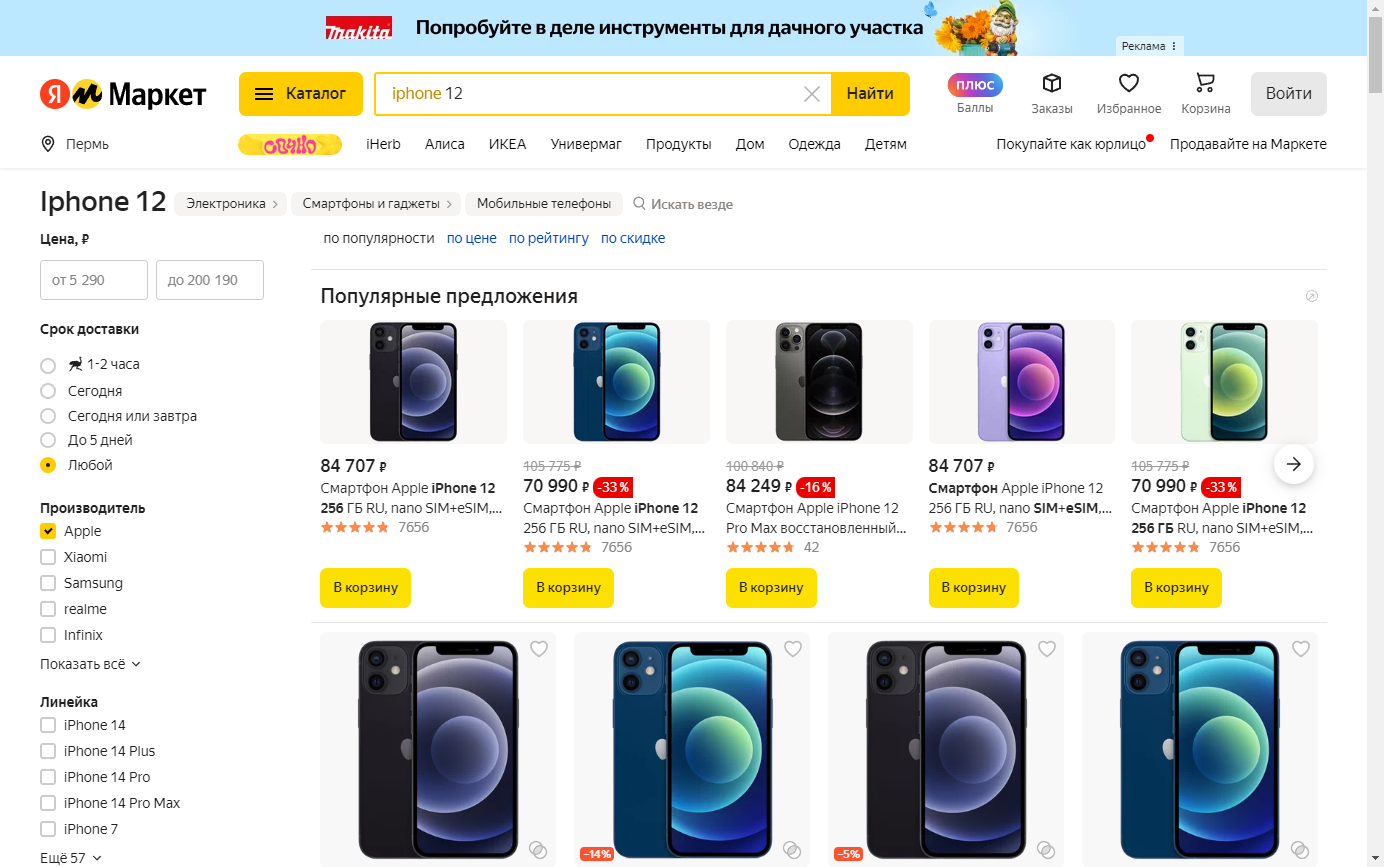 Makita
Попробуйте в деле инструменты для дачного участка
Реклама
Я М Маркет
Каталог
iphone 12
Найти
плюс
Баллы
Заказы
Избранное
Корзина
Войти
Пермь
iHerb
Алиса
ИКЕА
Универмаг
Продукты
Дом
Одежда
Детям
Покупайте как юрлицо
Продавайте на Маркете
Iphone 12
Электроника
Смартфоны и гаджеты
Мобильные телефоны
Искать везде
Цена, ₽
от 5 290
до 200 190
по популярности
по цене
по рейтингу
по скидке
Срок доставки
1-2 часа
Сегодня
Сегодня или завтра
До 5 дней
Любой
Производитель
Apple
Xiaomi
Samsung
realme
Infinix
Показать всё
Линейка
iPhone 14
iPhone 14 Plus
iPhone 14 Pro
iPhone 14 Pro Max
iPhone 7
Ещё 57
Популярные предложения
84 707 ₽
Смартфон Apple iPhone 12
256 ГБ RU, nano SIM+eSIM,...
7656
В корзину
105 775 ₽
70 990 ₽ -33%
Смартфон Apple iPhone 12
256 ГБ RU, nano SIM+eSIM,...
7656
В корзину
100 840 ₽
84 249 ₽ -16%
Смартфон Apple iPhone 12
Pro Max восстановленный...
42
В корзину
84 707 ₽
Смартфон Apple iPhone 12
256 ГБ RU, nano SIM+eSIM,...
7656
В корзину
105 775 ₽
70 990 ₽ -33%
Смартфон Apple iPhone 12
256 ГБ RU, nano SIM+eSIM,...
7656
В корзину
–14%
–5%